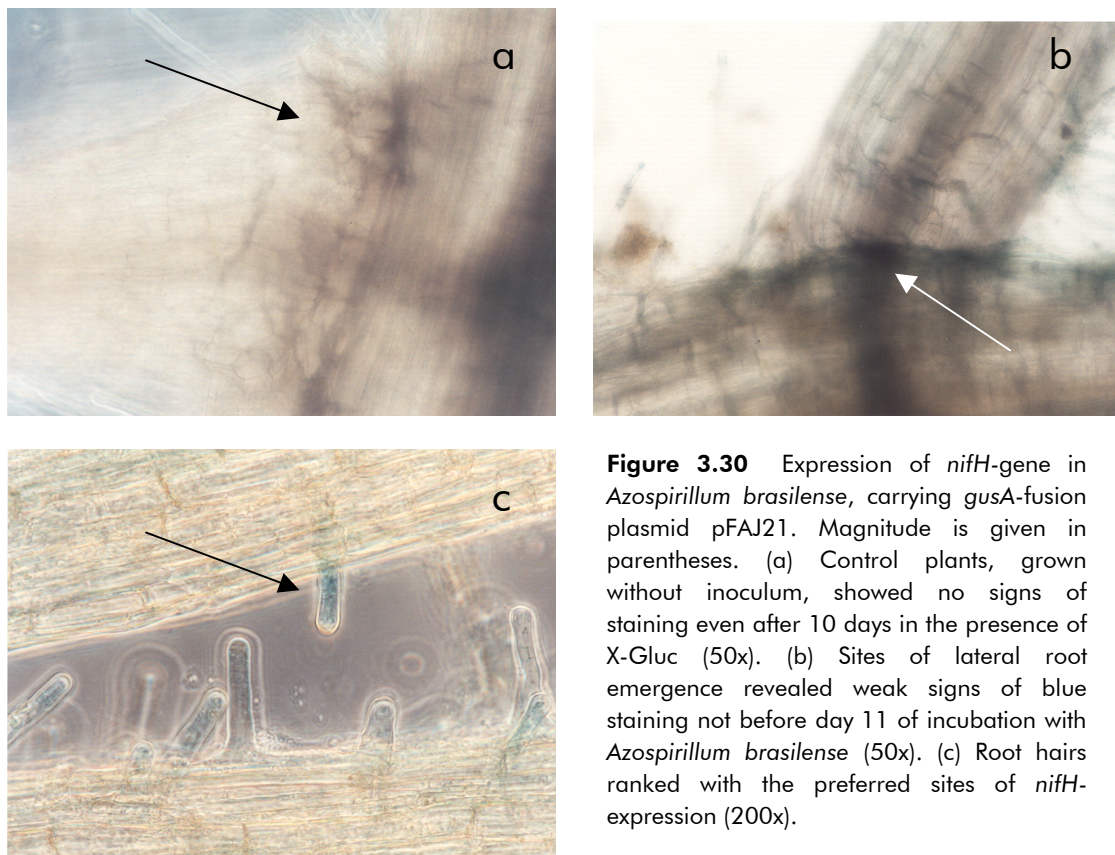 a
b
c
Figure 3.30 Expression of nifH-gene in
Azospirillum brasilense, carrying gusA-fusion
plasmid pFAJ21. Magnitude is given in
parentheses. (a) Control plants, grown
without inoculum, showed no signs of
staining even after 10 days in the presence of
X-Gluc (50x). (b) Sites of lateral root
emergence revealed weak signs of blue
staining not before day 11 of incubation with
Azospirillum brasilense (50x). (c) Root hairs
ranked with the preferred sites of nifH-
expression (200x).